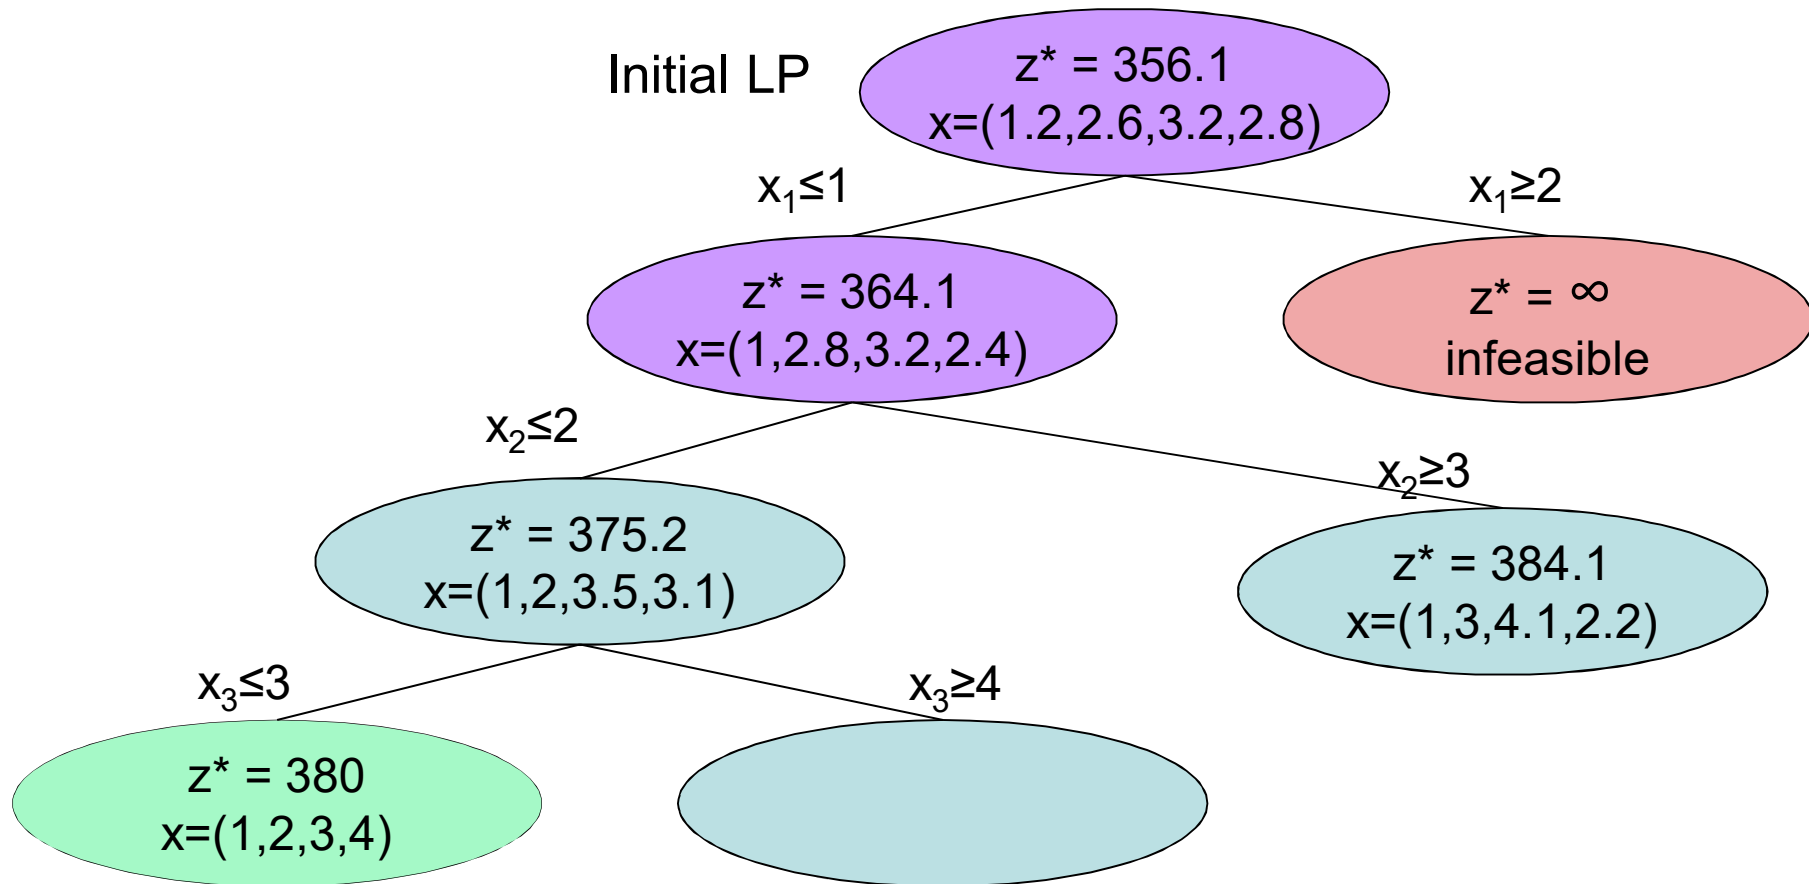 Initial LP
z* = 356.1
x=(1.2,2.6,3.2,2.8)
x₁≤1
x₁≥2
z* = 364.1
x=(1,2.8,3.2,2.4)
z* = ∞
infeasible
x₂≤2
x₂≥3
z* = 375.2
x=(1,2,3.5,3.1)
z* = 384.1
x=(1,3,4.1,2.2)
x₃≤3
x₃≥4
z* = 380
x=(1,2,3,4)